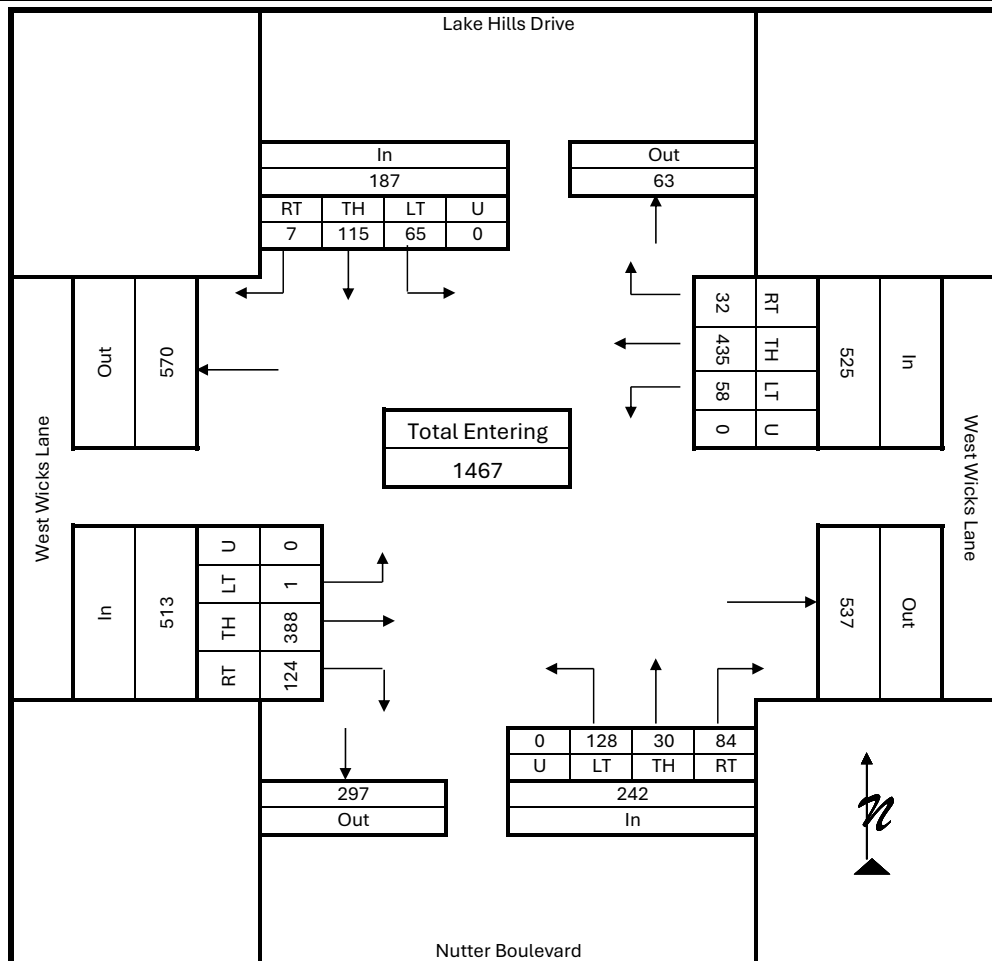 Lake Hills Drive
In
187
RT TH LT U
7 115 65 0
Out
63
Out
570
West Wicks Lane
32 RT
435 TH
58 LT
0 U
525
In
West Wicks Lane
Total Entering
1467
In
513
U 0
LT 1
TH 388
RT 124
537
Out
0 128 30 84
U LT TH RT
242
In
297
Out
N
Nutter Boulevard